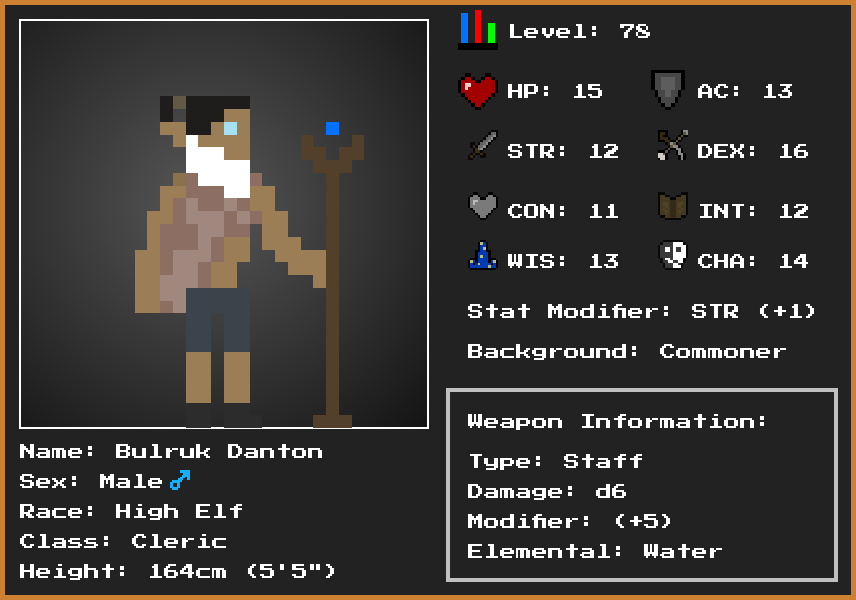 Level: 78
HP: 15
AC: 13
STR: 12
DEX: 16
CON: 11
INT: 12
WIS: 13
CHA: 14
Stat Modifier: STR (+1)
Background: Commoner
Weapon Information:
Type: Staff
Damage: d6
Modifier: (+5)
Elemental: Water
Name: Bulruk Danton
Sex: Male ♂
Race: High Elf
Class: Cleric
Height: 164cm (5'5")